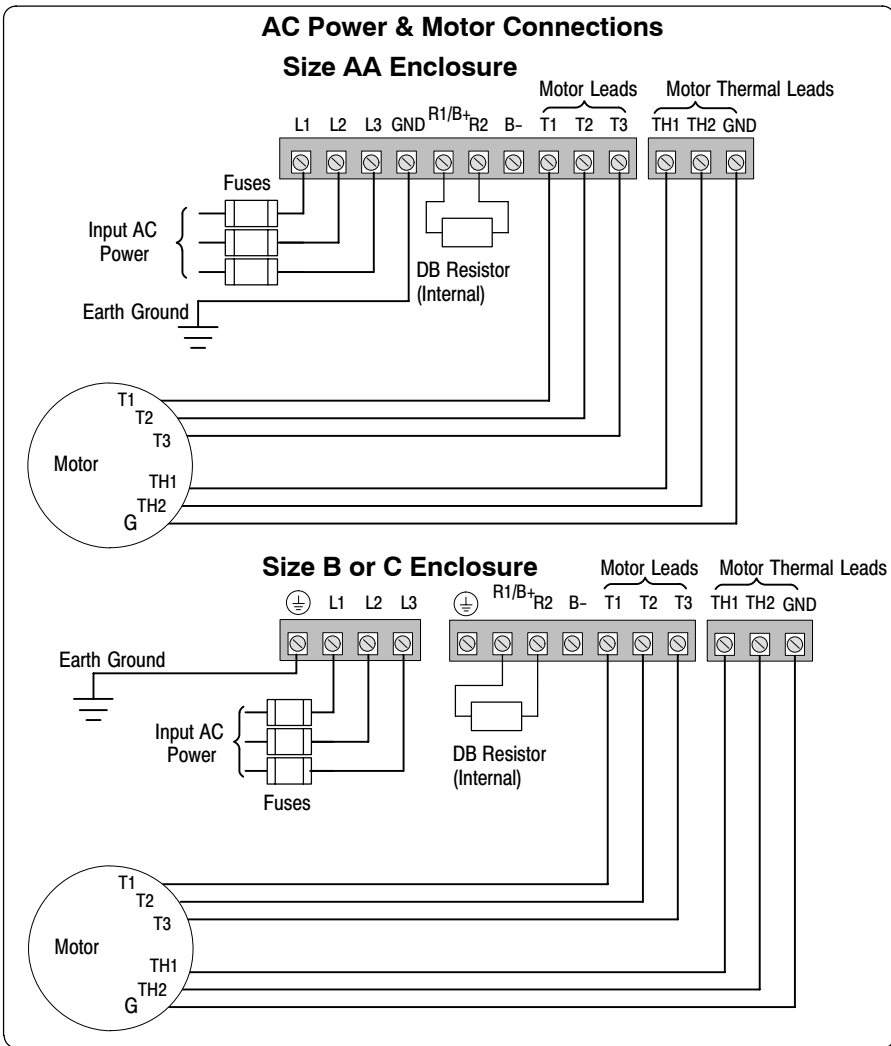 AC Power & Motor Connections
Size AA Enclosure
Motor Leads Motor Thermal Leads
L1 L2 L3 GND R1/B+ R2 B- T1 T2 T3 TH1 TH2 GND
Fuses
Input AC
Power
DB Resistor
(Internal)
Earth Ground
T1
T2
T3
Motor
TH1
TH2
G
Size B or C Enclosure
Motor Leads Motor Thermal Leads
L1 L2 L3 R1/B+ R2 B- T1 T2 T3 TH1 TH2 GND
Earth Ground
Input AC
Power
DB Resistor
(Internal)
Fuses
T1
T2
T3
Motor
TH1
TH2
G